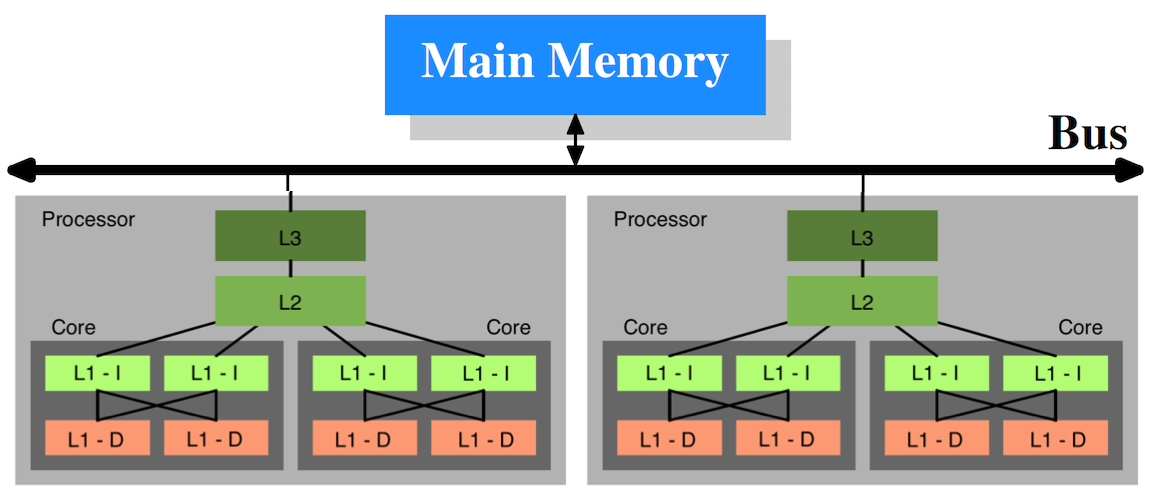 Main Memory
Bus
Processor
L3
L2
Core
Core
L1 - I
L1 - I
L1 - I
L1 - I
L1 - D
L1 - D
L1 - D
L1 - D
Processor
L3
L2
Core
Core
L1 - I
L1 - I
L1 - I
L1 - I
L1 - D
L1 - D
L1 - D
L1 - D